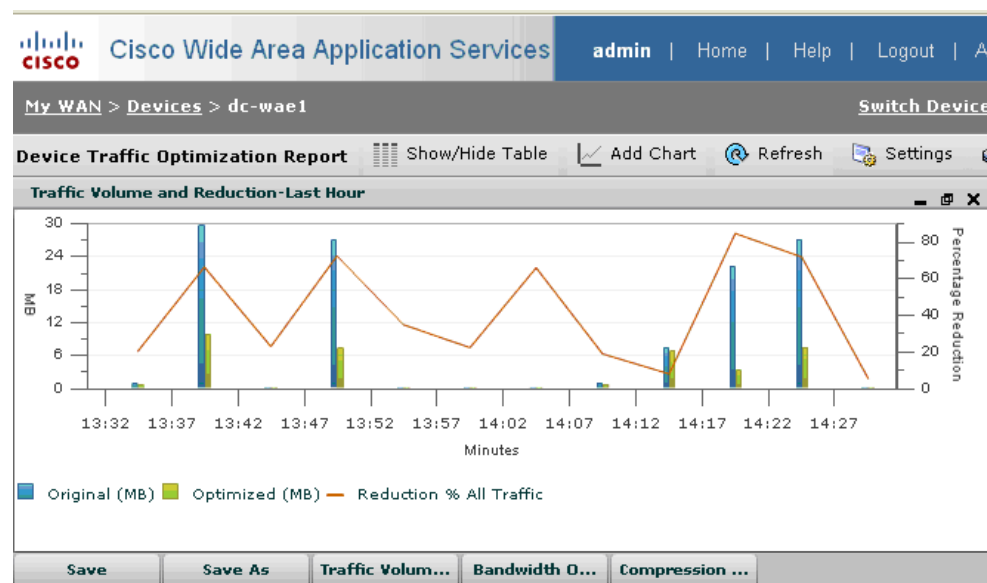 CISCO Cisco Wide Area Application Services admin | Home | Help | Logout | A
My WAN > Devices > dc-wae1 Switch Device
Device Traffic Optimization Report Show/Hide Table Add Chart Refresh Settings
Traffic Volume and Reduction-Last Hour
30
24
18
12
6
0
MB
80
60
40
20
0
Percentage Reduction
13:32 13:37 13:42 13:47 13:52 13:57 14:02 14:07 14:12 14:17 14:22 14:27
Minutes
Original (MB) Optimized (MB) Reduction % All Traffic
Save Save As Traffic Volum... Bandwidth O... Compression ...